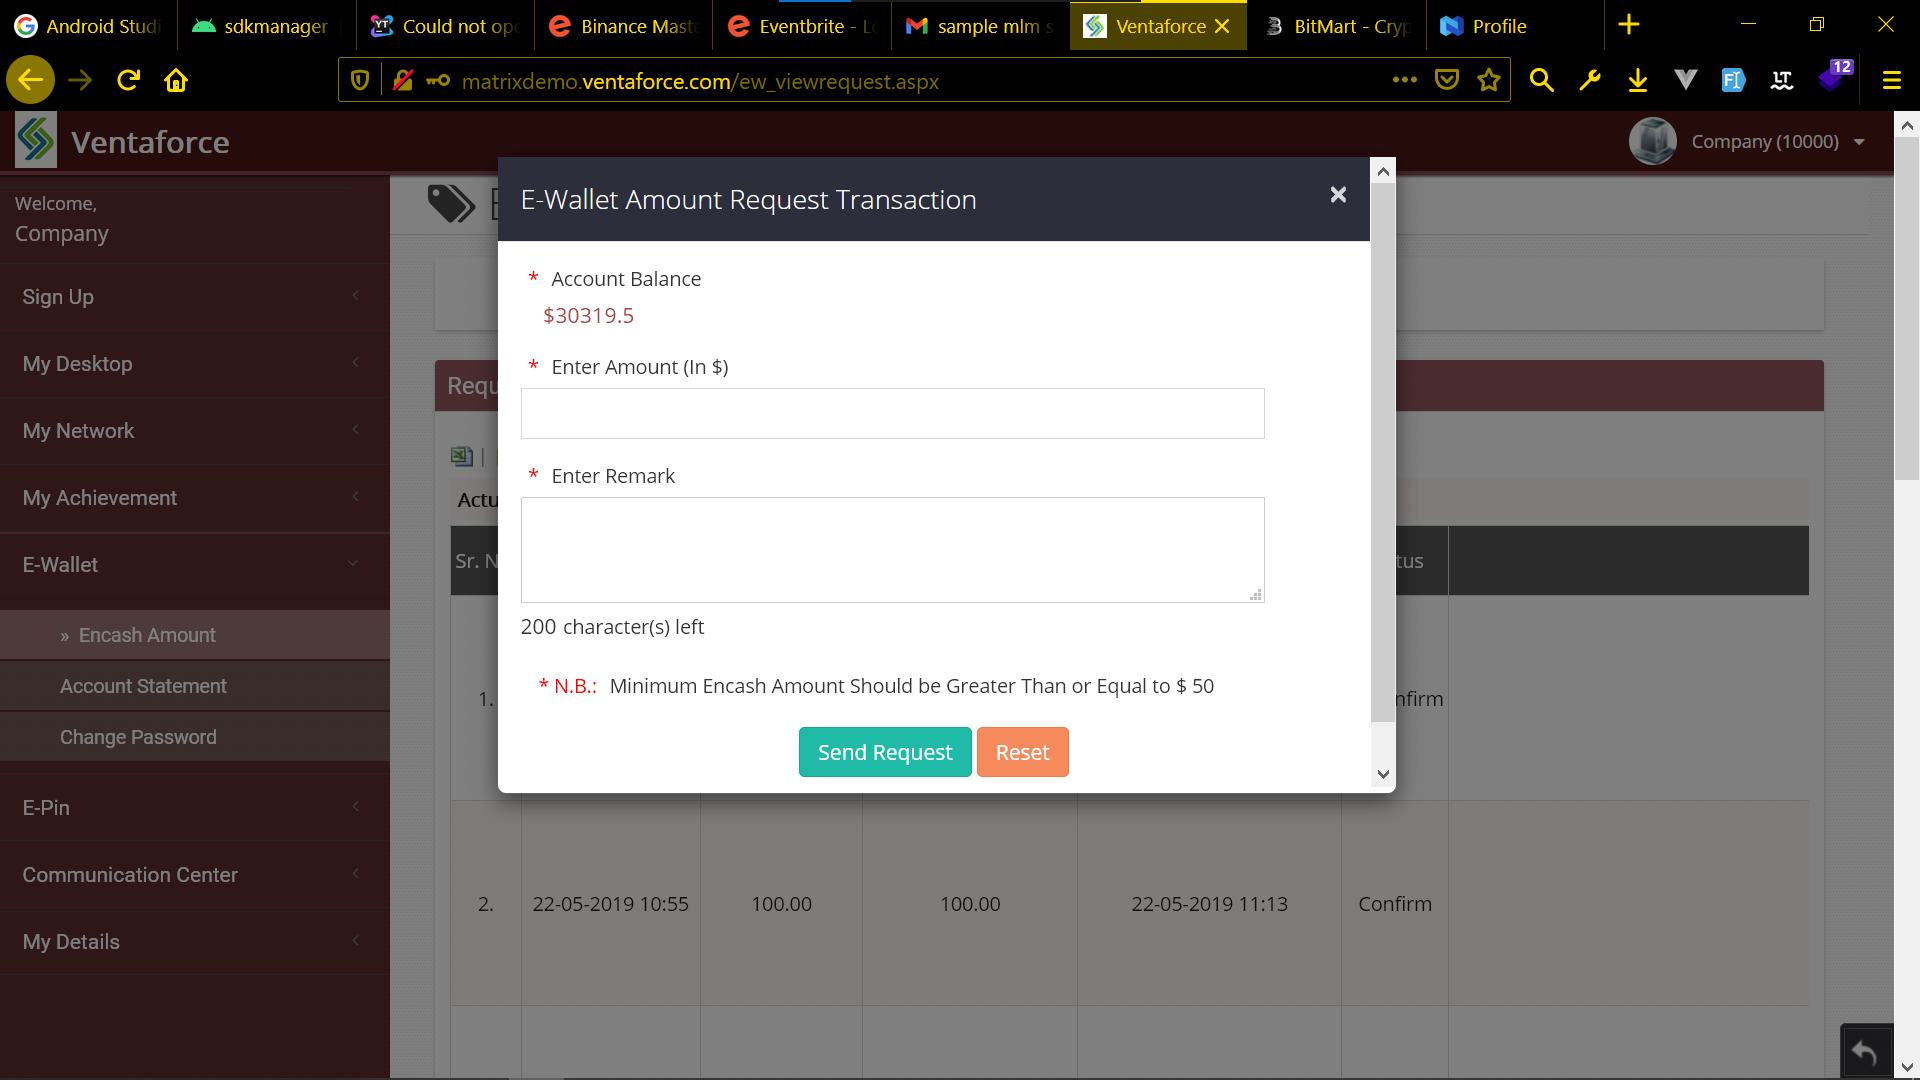 Android Studi
sdkmanager
Could not op
Binance Mast
Eventbrite - L
sample mlm s
Ventaforce
BitMart - Cryp
Profile
matrixdemo.ventaforce.com/ew_viewrequest.aspx
12
Ventaforce
Company (10000)
Welcome,
Company
Sign Up
My Desktop
My Network
My Achievement
E-Wallet
» Encash Amount
Account Statement
Change Password
E-Pin
Communication Center
My Details
E-Wallet Amount Request Transaction
* Account Balance
$30319.5
* Enter Amount (In $)
* Enter Remark
200 character(s) left
* N.B.: Minimum Encash Amount Should be Greater Than or Equal to $ 50
Send Request
Reset
Requ
Actu
Sr. N
tus
1.
nfirm
2. 22-05-2019 10:55 100.00 100.00 22-05-2019 11:13 Confirm